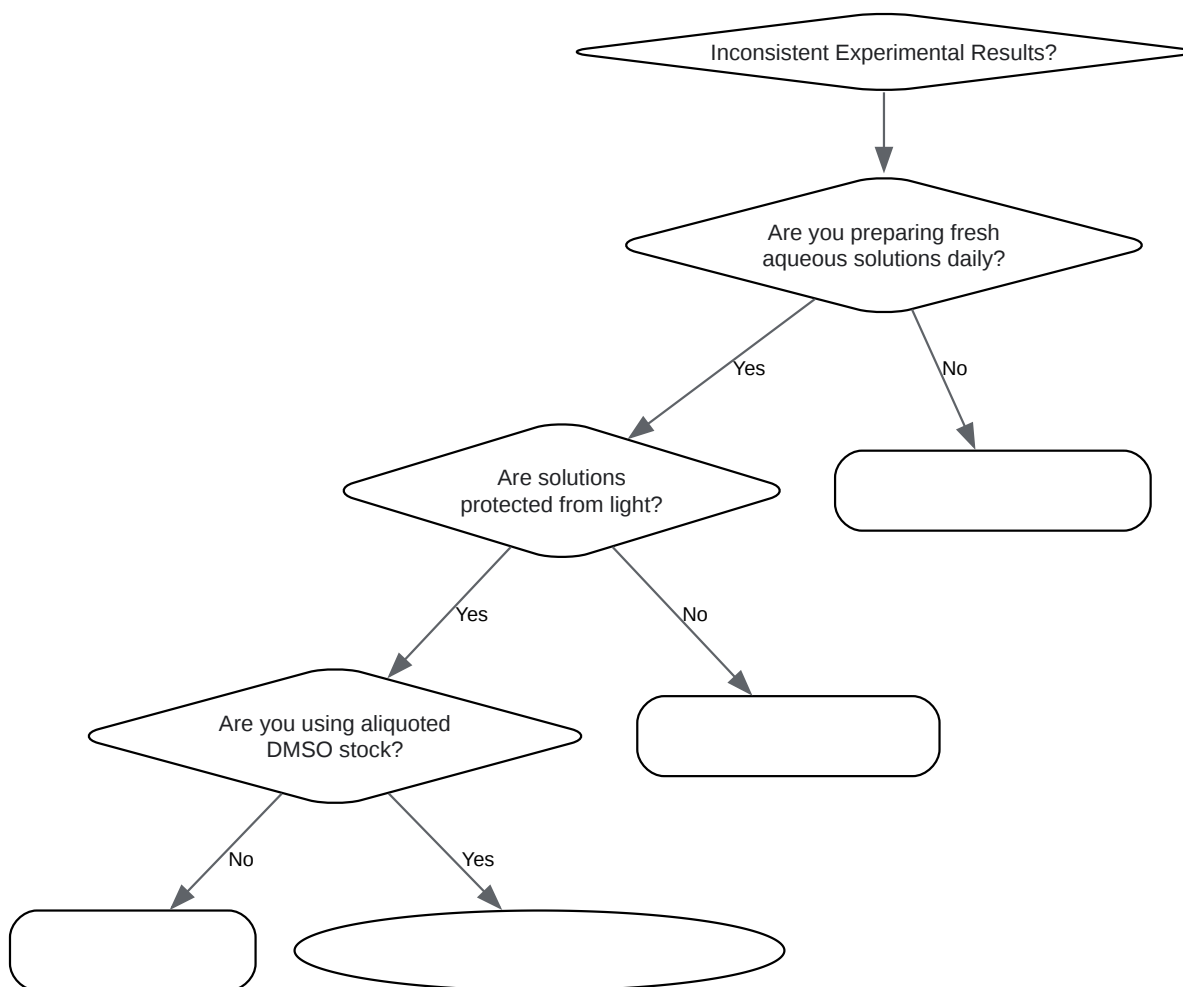 Inconsistent Experimental Results?
Are you preparing fresh
aqueous solutions daily?
Yes
No
Are solutions
protected from light?
Yes
No
Are you using aliquoted
DMSO stock?
No
Yes